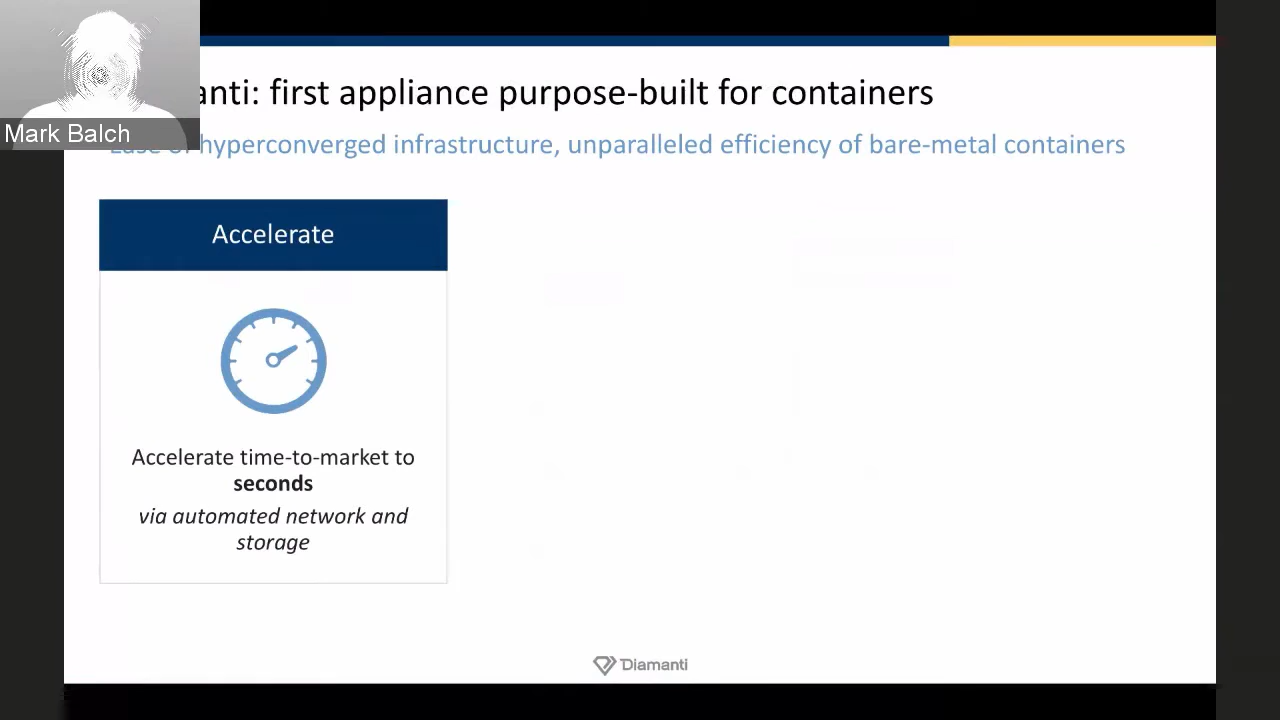 Mark Balch
anti: first appliance purpose-built for containers
hyperconverged infrastructure, unparalleled efficiency of bare-metal containers
Accelerate
Accelerate time-to-market to
seconds
via automated network and
storage
Diamanti